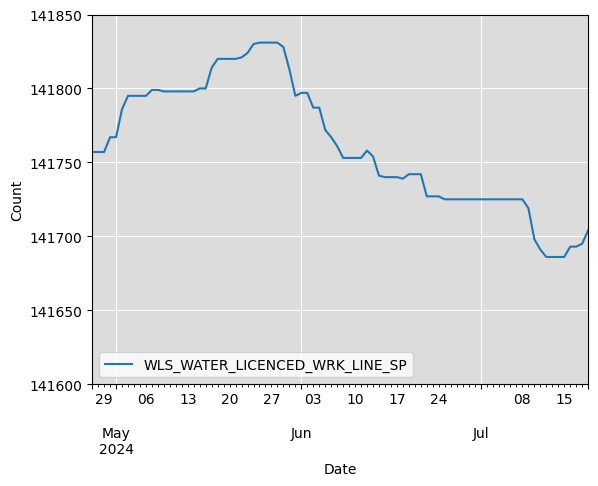 141850
141800
141750
141700
141650
141600
Count
WLS_WATER_LICENCED_WRK_LINE_SP
29 06 13 20 27 03 10 17 24 08 15
May Jun Jul
2024
Date